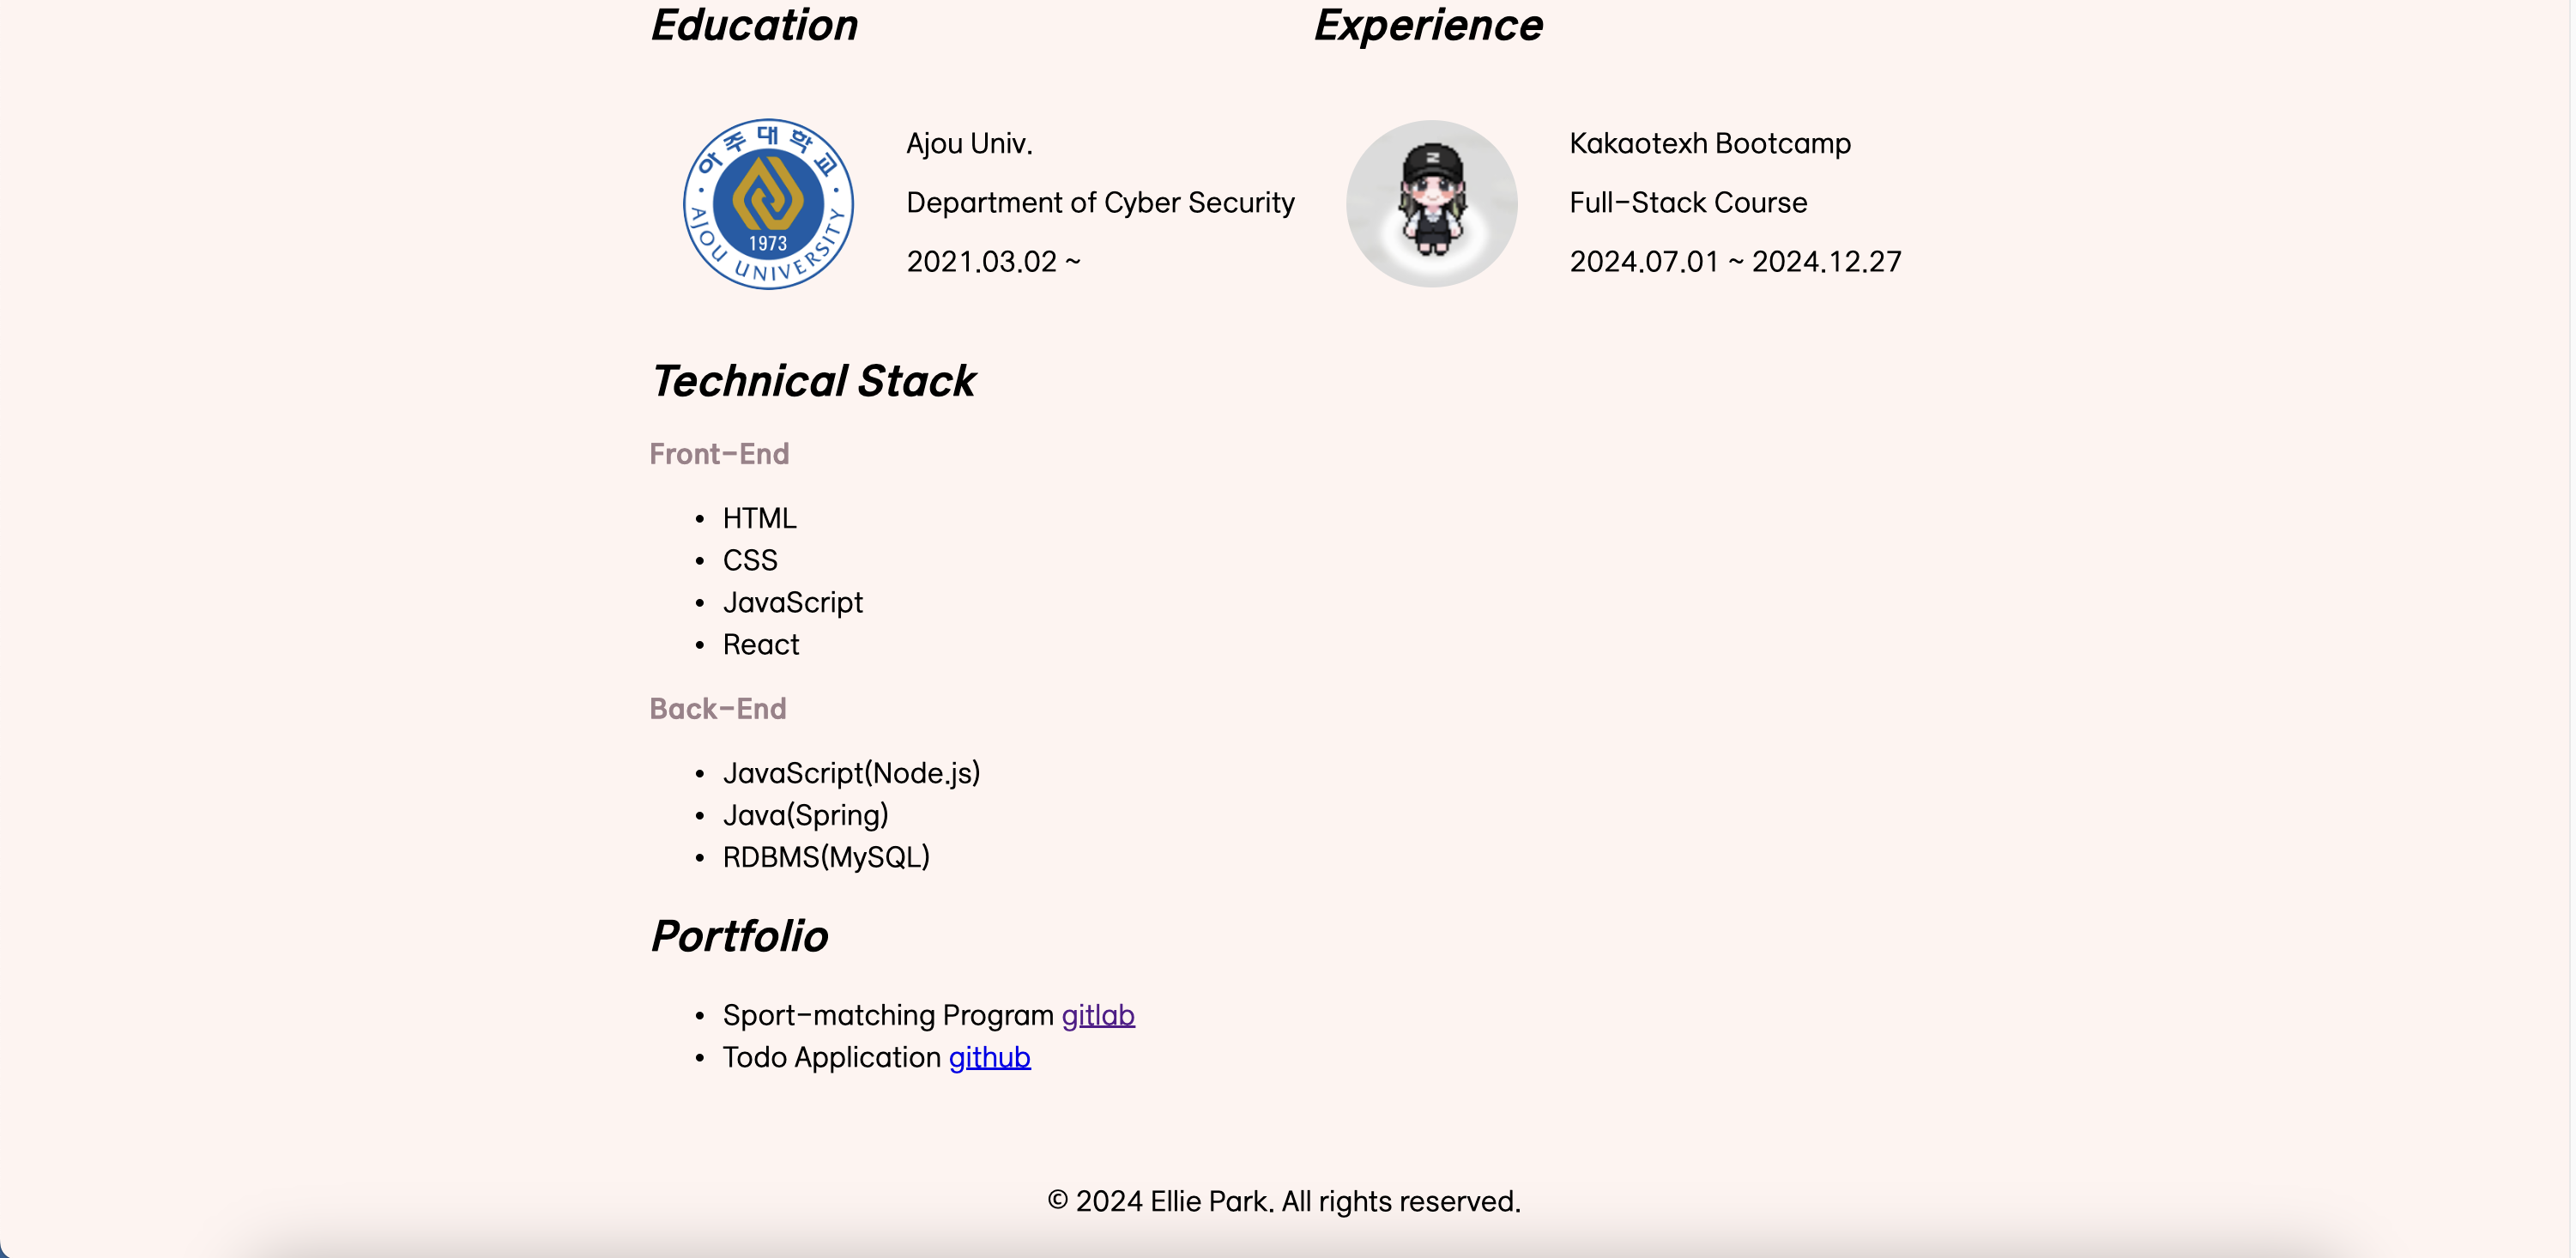 Education
아주대학교
1973
AJOU UNIVERSITY
Ajou Univ.
Department of Cyber Security
2021.03.02 ~
Experience
Kakaotexh Bootcamp
Full-Stack Course
2024.07.01 ~ 2024.12.27
Technical Stack
Front-End
• HTML
• CSS
• JavaScript
• React
Back-End
• JavaScript(Node.js)
• Java(Spring)
• RDBMS(MySQL)
Portfolio
• Sport-matching Program gitlab
• Todo Application github
© 2024 Ellie Park. All rights reserved.